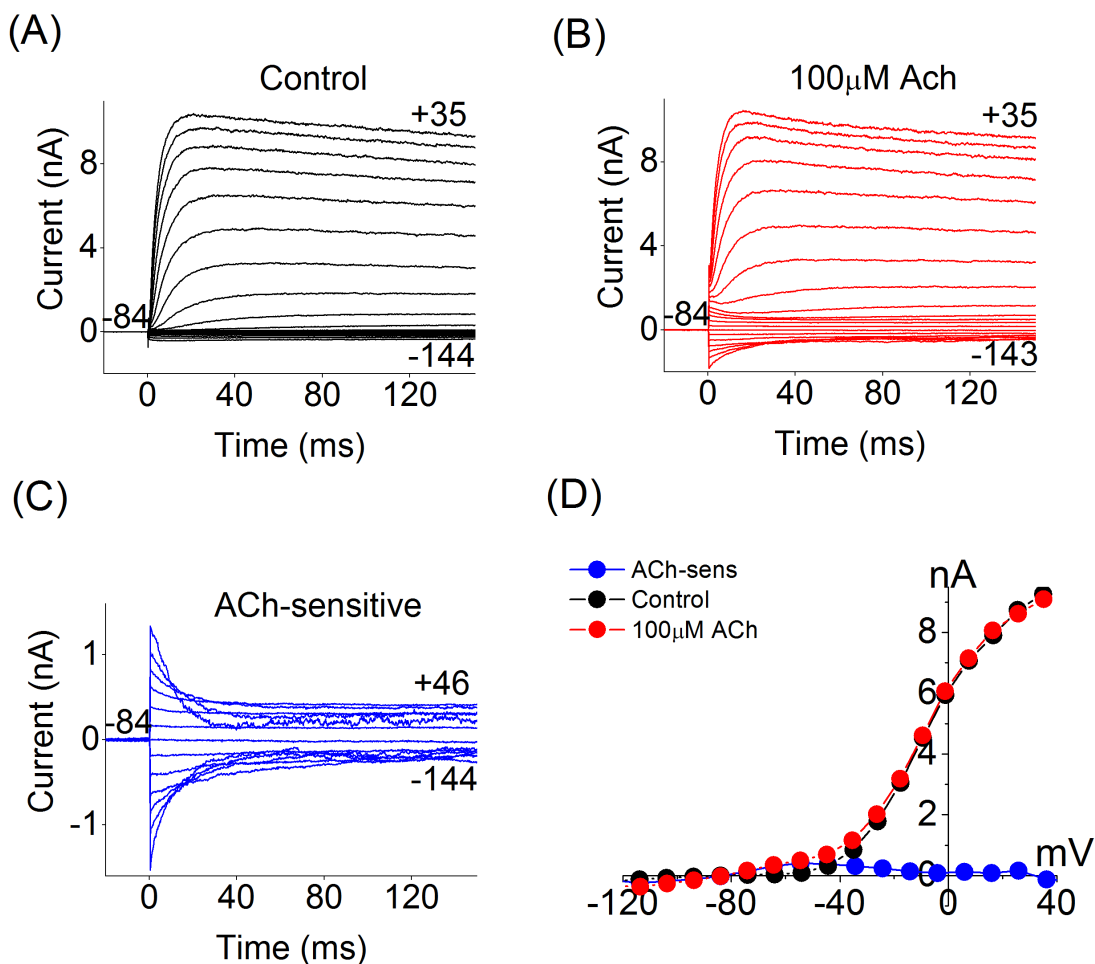 (A)
Control
+35
Current (nA)
8
4
0
-84
-144
0 40 80 120
Time (ms)
(B)
100μM Ach
+35
Current (nA)
8
4
0
-84
-143
0 40 80 120
Time (ms)
(C)
ACh-sensitive
Current (nA)
1
0
-1
-84
+46
-144
0 40 80 120
Time (ms)
(D)
ACh-sens
Control
100μM ACh
nA
8
6
4
2
0
mV
-120 -80 -40 0 40